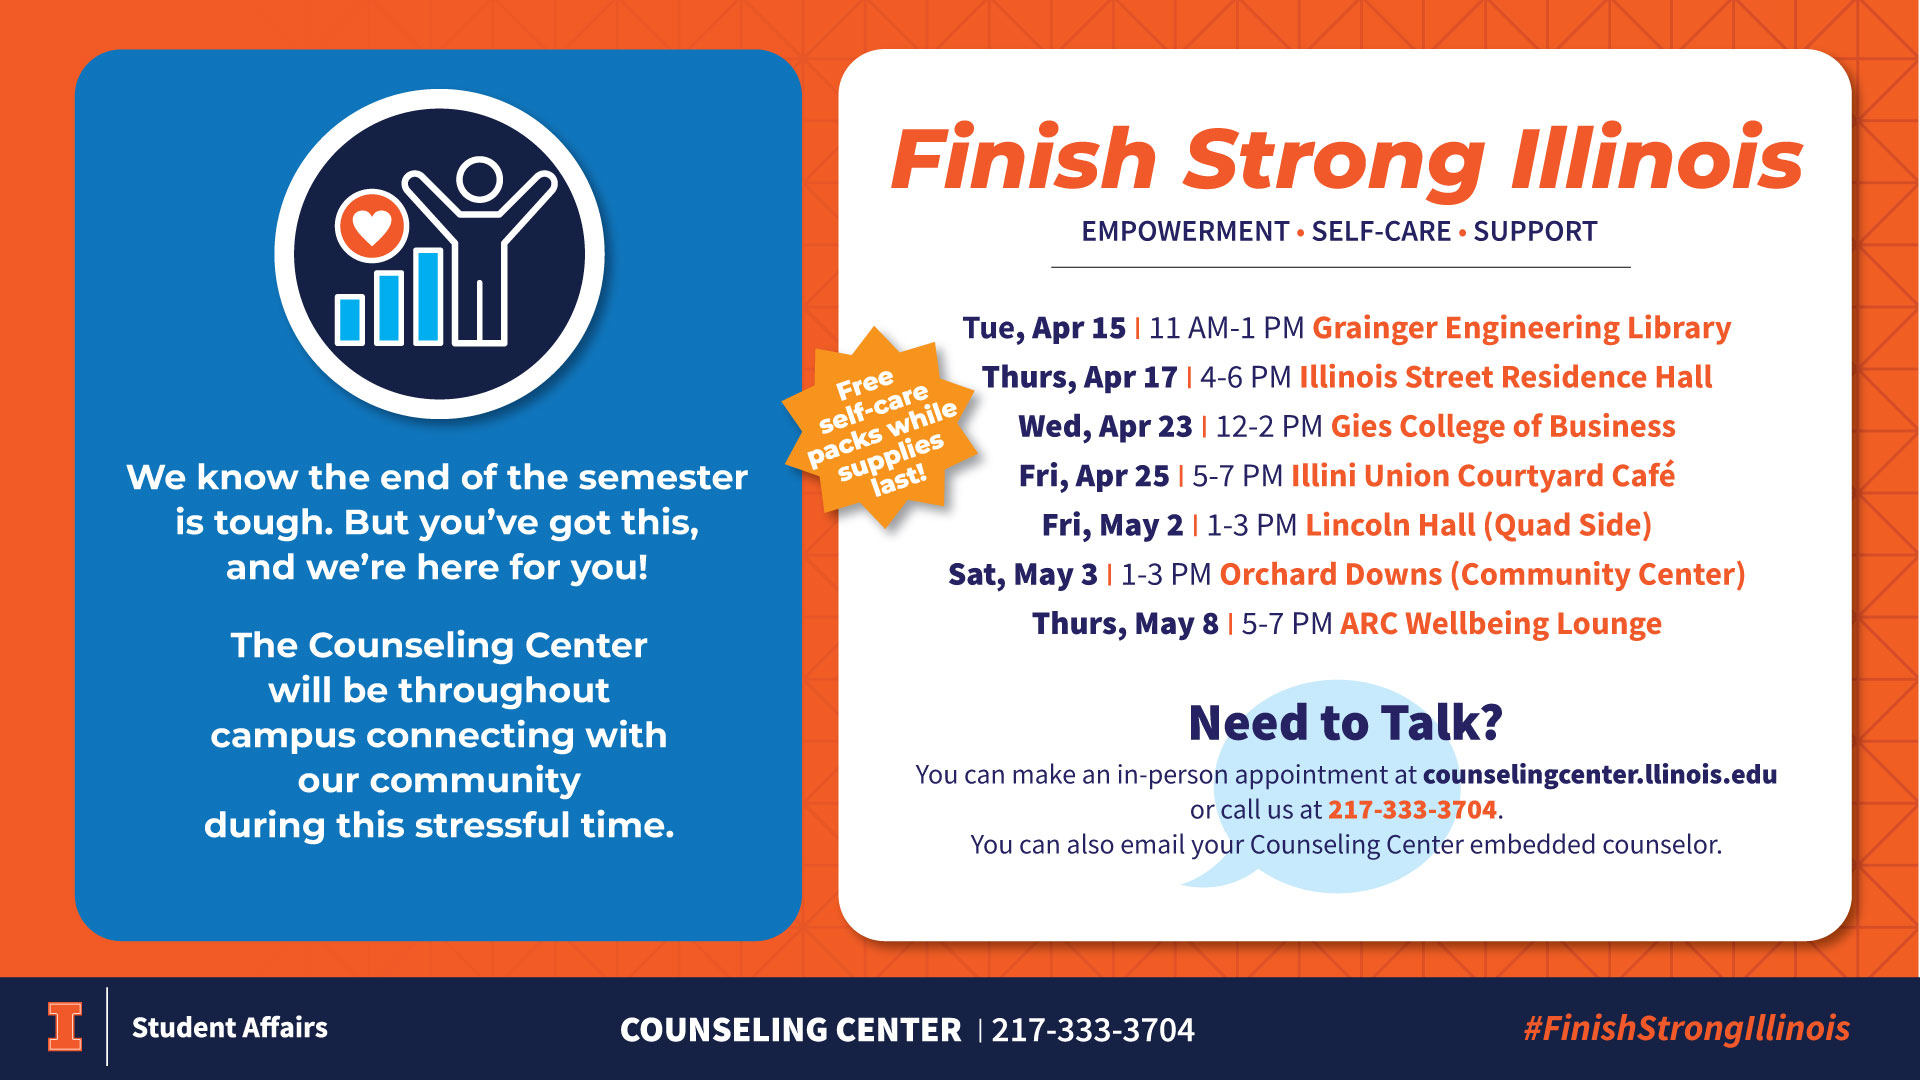 We know the end of the semester
is tough. But you've got this,
and we're here for you!
The Counseling Center
will be throughout
campus connecting with
our community
during this stressful time.
Free
self-care
packs while
supplies
last!
Finish Strong Illinois
EMPOWERMENT • SELF-CARE • SUPPORT
Tue, Apr 15 | 11 AM-1 PM Grainger Engineering Library
Thurs, Apr 17 | 4-6 PM Illinois Street Residence Hall
Wed, Apr 23 | 12-2 PM Gies College of Business
Fri, Apr 25 | 5-7 PM Illini Union Courtyard Café
Fri, May 2 | 1-3 PM Lincoln Hall (Quad Side)
Sat, May 3 | 1-3 PM Orchard Downs (Community Center)
Thurs, May 8 | 5-7 PM ARC Wellbeing Lounge
Need to Talk?
You can make an in-person appointment at counselingcenter.llinois.edu
or call us at 217-333-3704.
You can also email your Counseling Center embedded counselor.
I | Student Affairs
COUNSELING CENTER | 217-333-3704
#FinishStrongIllinois